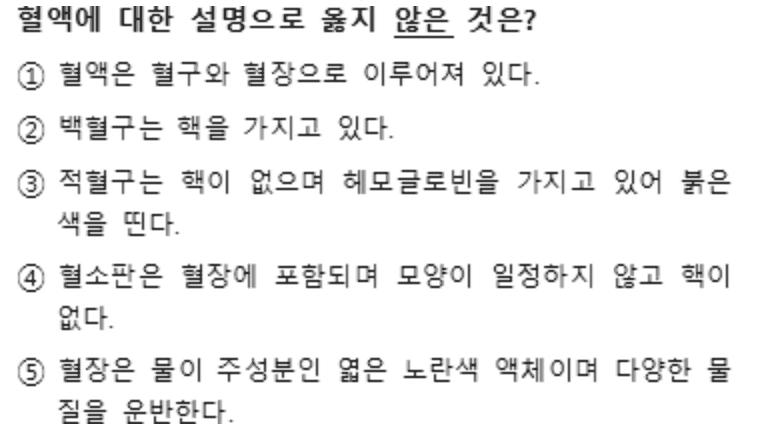 혈액에 대한 설명으로 옳지 않은 것은?
① 혈액은 혈구와 혈장으로 이루어져 있다.
② 백혈구는 핵을 가지고 있다.
③ 적혈구는 핵이 없으며 헤모글로빈을 가지고 있어 붉은
색을 띤다.
④ 혈소판은 혈장에 포함되며 모양이 일정하지 않고 핵이
없다.
⑤ 혈장은 물이 주성분인 엷은 노란색 액체이며 다양한 물
질을 운반한다.